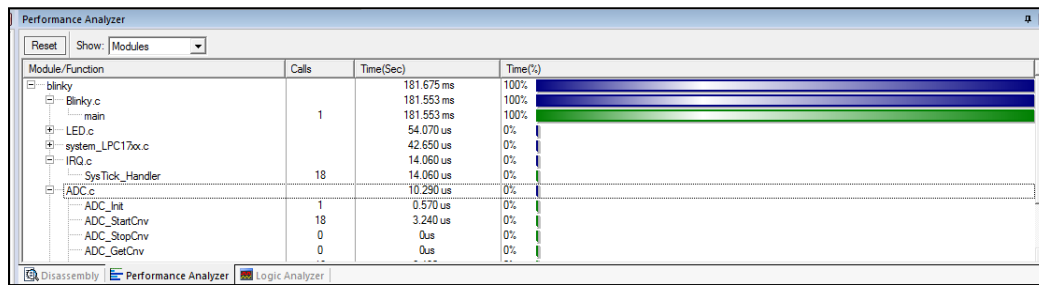 Performance Analyzer
Reset Show: Modules
Module/Function Calls Time(Sec) Time(%)
blinky 181.675 ms 100%
Blinky.c 181.553 ms 100%
main 1 181.553 ms 100%
LED.c 54.070 us 0%
system_LPC17xx.c 42.650 us 0%
IRQ.c 14.060 us 0%
SysTick_Handler 18 14.060 us 0%
ADC.c 10.290 us 0%
ADC_Init 1 0.570 us 0%
ADC_StartCnv 18 3.240 us 0%
ADC_StopCnv 0 0us 0%
ADC_GetCnv 0 0us 0%
Disassembly Performance Analyzer Logic Analyzer